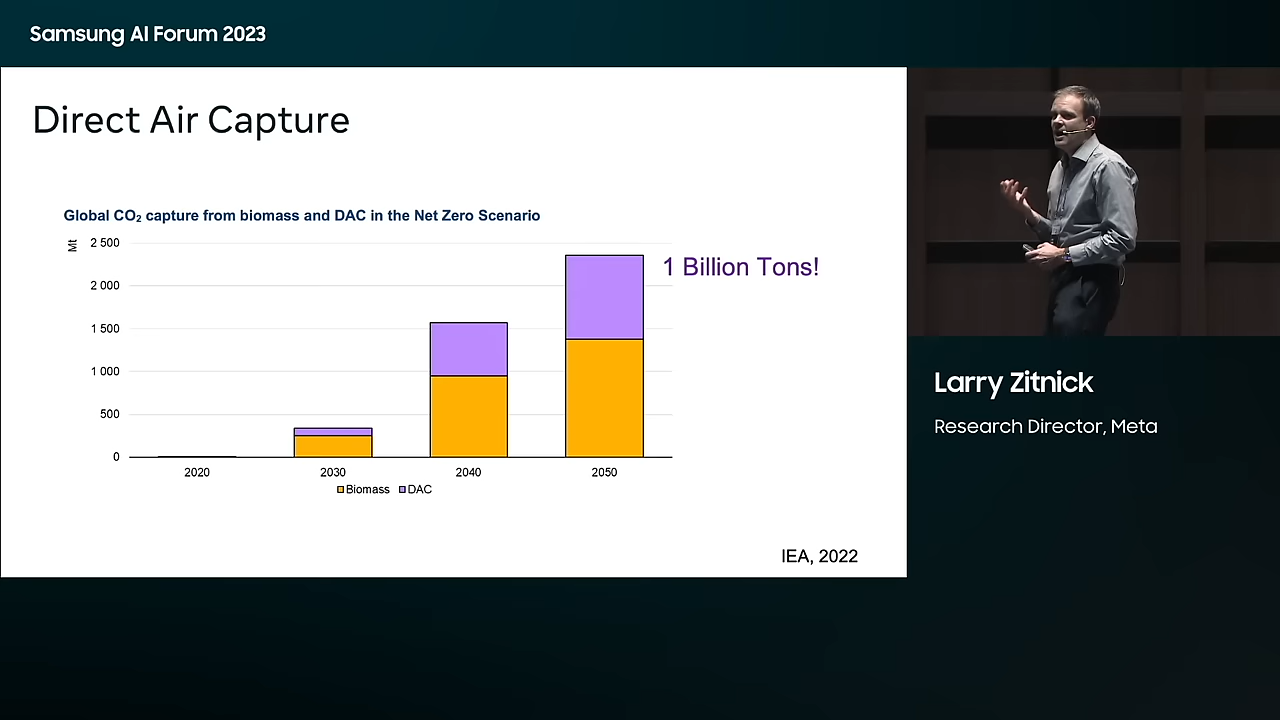 Samsung AI Forum 2023
Direct Air Capture
Global CO₂ capture from biomass and DAC in the Net Zero Scenario
Mt
2 500
2 000
1 500
1 000
500
0
2020
2030
2040
2050
Biomass
DAC
1 Billion Tons!
IEA, 2022
Larry Zitnick
Research Director, Meta